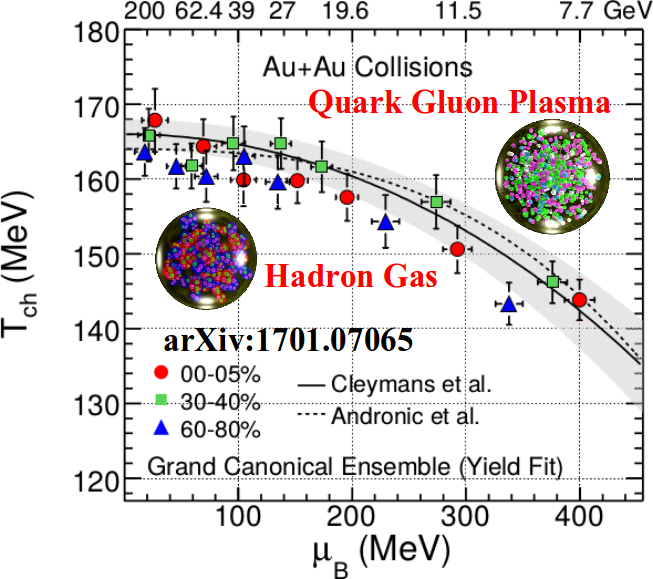 200 62.4 39 27 19.6 11.5 7.7 GeV
180
Au+Au Collisions
Quark Gluon Plasma
170
160
150
Hadron Gas
140
arXiv:1701.07065
00-05%
30-40%
60-80%
Cleymans et al.
Andronic et al.
130
120
Grand Canonical Ensemble (Yield Fit)
100 200 300 400
μB (MeV)
Tch (MeV)